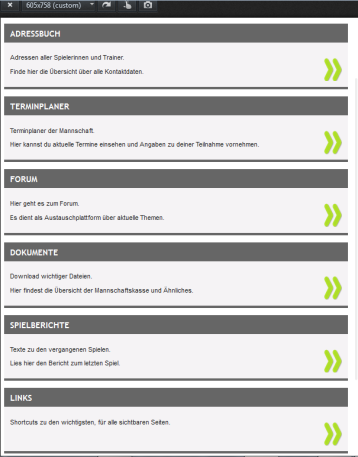 605x758 (custom)
ADRESSBUCH
Adressen aller Spielerinnen und Trainer.
Finde hier die Übersicht über alle Kontaktdaten.
TERMINPLANER
Terminplaner der Mannschaft.
Hier kannst du aktuelle Termine einsehen und Angaben zu deiner Teilnahme vornehmen.
FORUM
Hier geht es zum Forum.
Es dient als Austauschplattform über aktuelle Themen.
DOKUMENTE
Download wichtiger Dateien.
Hier findest die Übersicht der Mannschaftskasse und Ähnliches.
SPIELBERICHTE
Texte zu den vergangenen Spielen.
Lies hier den Bericht zum letzten Spiel.
LINKS
Shortcuts zu den wichtigsten, für alle sichtbaren Seiten.